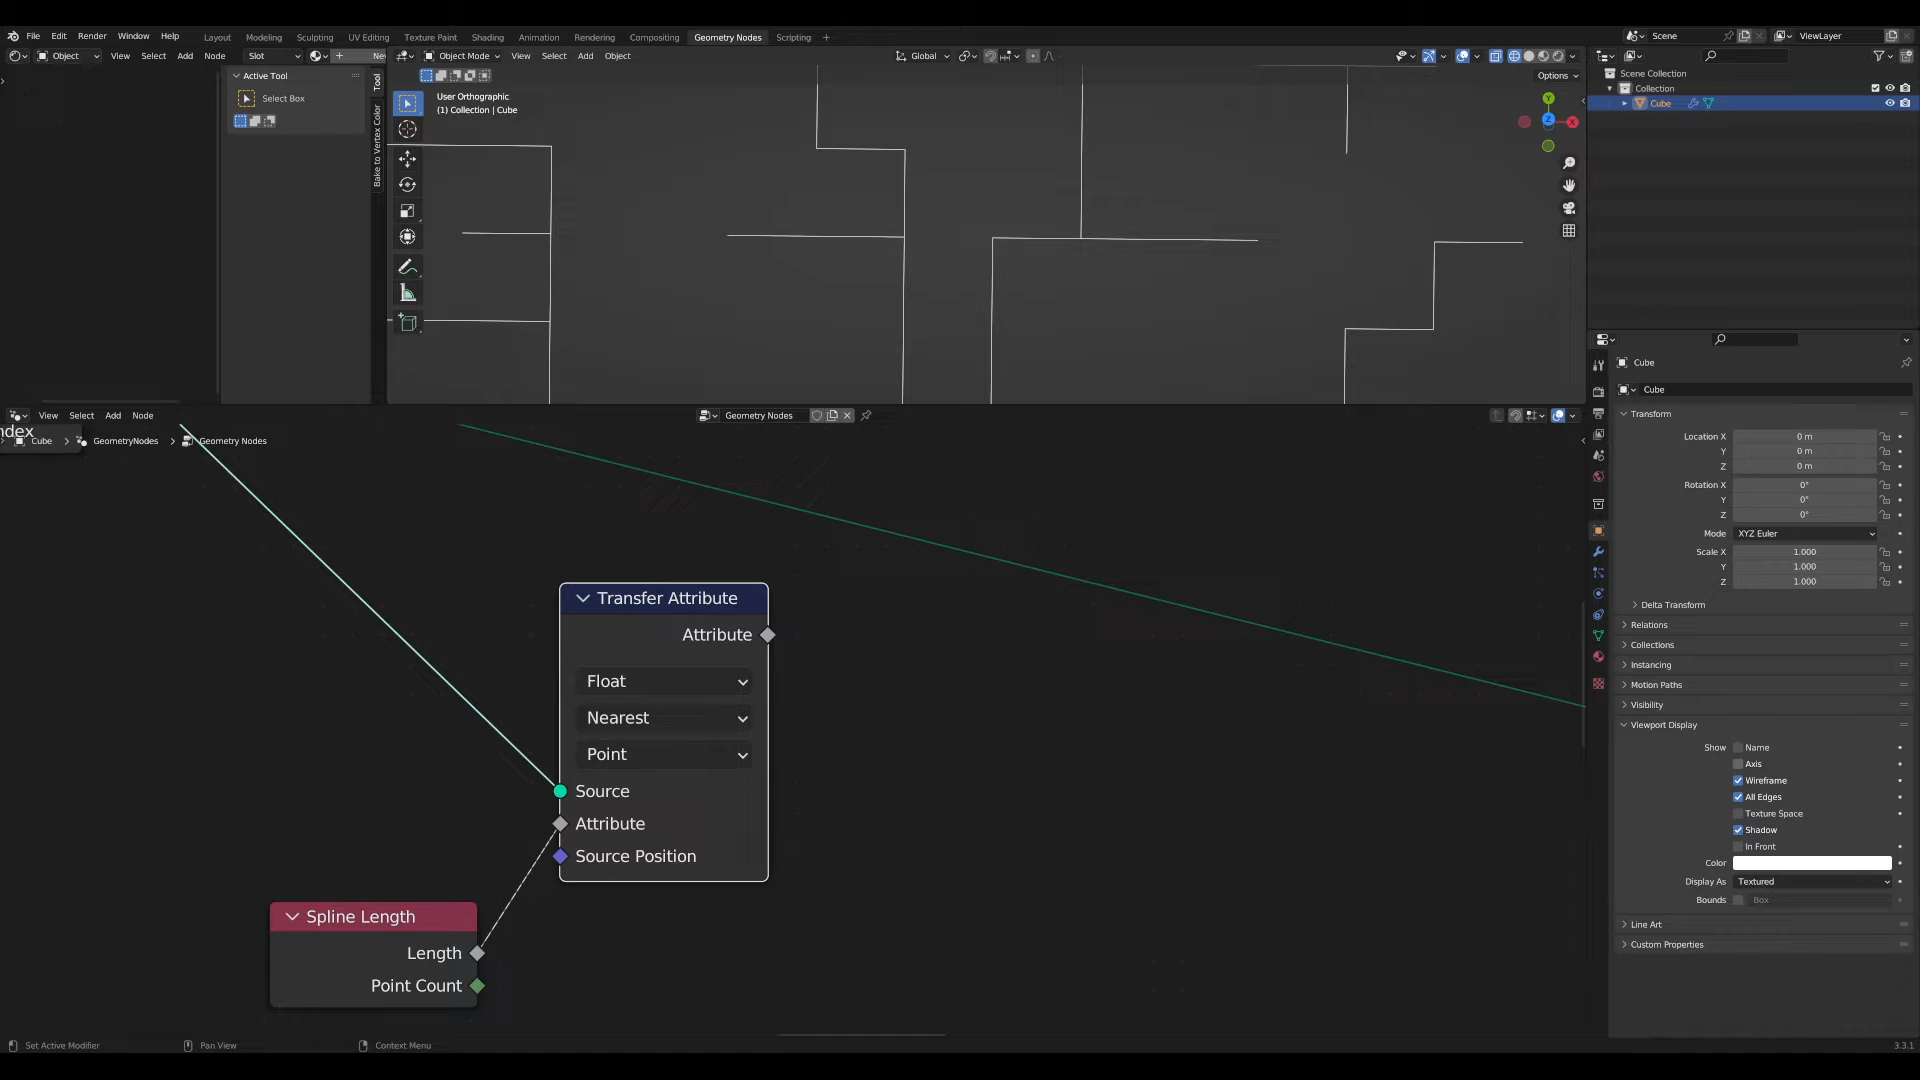 File Edit Render Window Help Layout Modeling Sculpting UV Editing Texture Paint Shading Animation Rendering Compositing Geometry Nodes Scripting + Scene ViewLayer
Object View Select Add Node Slot + Ne Object Mode View Select Add Object Global
Active Tool
Select Box
Tool
Bake to Vertex Color
Options
User Orthographic
(1) Collection | Cube
Y
Z
X
Scene Collection
Collection
Cube
View Select Add Node Geometry Nodes
ndex
Cube > GeometryNodes > Geometry Nodes
Transfer Attribute
Attribute
Float
Nearest
Point
Source
Attribute
Source Position
Spline Length
Length
Point Count
Cube
Cube
Transform
Location X 0 m
Y 0 m
Z 0 m
Rotation X 0°
Y 0°
Z 0°
Mode XYZ Euler
Scale X 1.000
Y 1.000
Z 1.000
Delta Transform
Relations
Collections
Instancing
Motion Paths
Visibility
Viewport Display
Show Name
Axis
Wireframe
All Edges
Texture Space
Shadow
In Front
Color
Display As Textured
Bounds Box
Line Art
Custom Properties
Set Active Modifier Pan View Context Menu 3.3.1